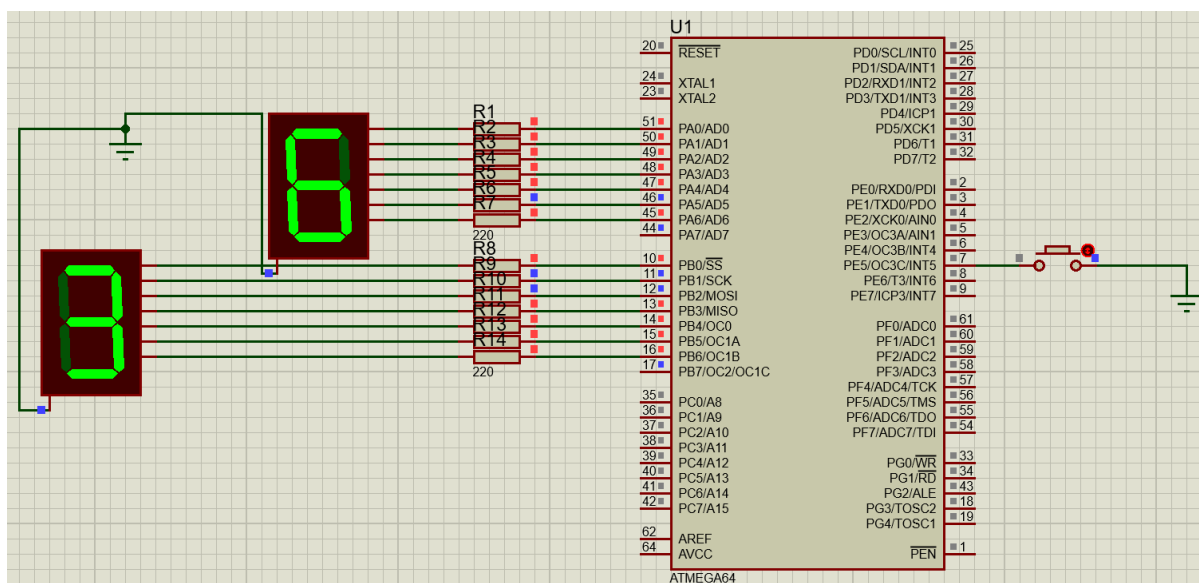 U1
20 RESET PD0/SCL/INT0 25
PD1/SDA/INT1 26
24 XTAL1 PD2/RXD1/INT2 27
23 XTAL2 PD3/TXD1/INT3 28
PD4/ICP1 29
R1
R2 51 PA0/AD0 PD5/XCK1 30
R3 50 PA1/AD1 PD6/T1 31
R4 49 PA2/AD2 PD7/T2 32
R5 48 PA3/AD3
R6 47 PA4/AD4 PE0/RXD0/PDI 2
R7 46 PA5/AD5 PE1/TXD0/PDO 3
45 PA6/AD6 PE2/XCK0/AIN0 4
220 44 PA7/AD7 PE3/OC3A/AIN1 5
R8 PE4/OC3B/INT4 6
R9 10 PB0/SS PE5/OC3C/INT5 7
R10 11 PB1/SCK PE6/T3/INT6 8
R11 12 PB2/MOSI PE7/ICP3/INT7 9
R12 13 PB3/MISO
R13 14 PB4/OC0 PF0/ADC0 61
R14 15 PB5/OC1A PF1/ADC1 60
16 PB6/OC1B PF2/ADC2 59
220 17 PB7/OC2/OC1C PF3/ADC3 58
PF4/ADC4/TCK 57
35 PC0/A8 PF5/ADC5/TMS 56
36 PC1/A9 PF6/ADC6/TDO 55
37 PC2/A10 PF7/ADC7/TDI 54
38 PC3/A11
39 PC4/A12 PG0/WR 33
40 PC5/A13 PG1/RD 34
41 PC6/A14 PG2/ALE 43
42 PC7/A15 PG3/TOSC2 18
PG4/TOSC1 19
62 AREF
64 AVCC PEN 1
ATMEGA64
6
3